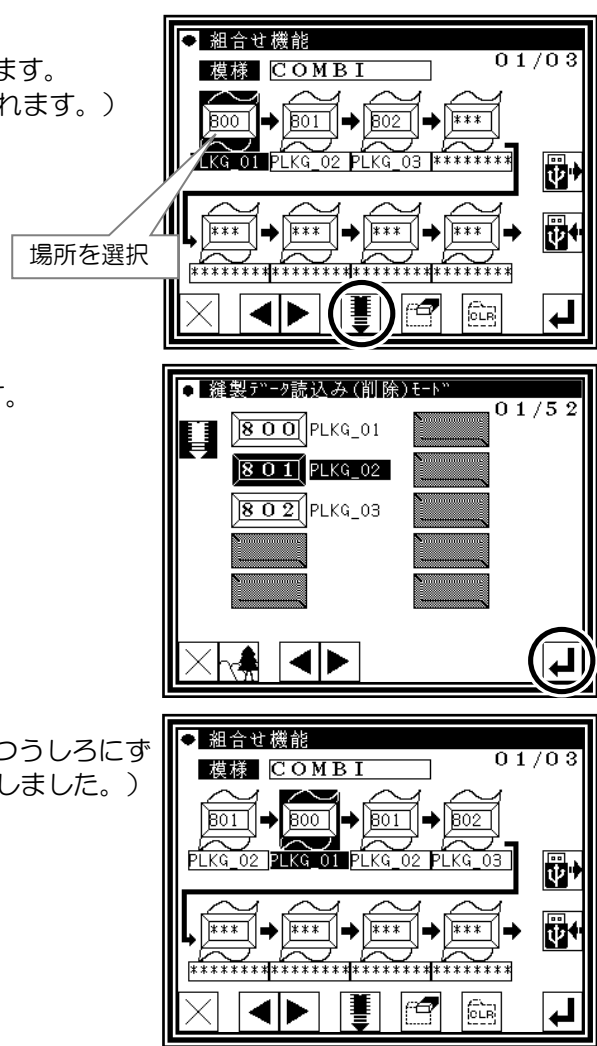 ます。
れます。）
組合せ機能
01/03
模様 COMBI
800 801 802 ***
PLKG_01 PLKG_02 PLKG_03 ********
*** *** *** ***
******** ******** ******** ********
CLR
場所を選択
す。
縫製ﾃﾞｰﾀ読込み(削除)ﾓｰﾄﾞ
01/52
800 PLKG_01
801 PLKG_02
802 PLKG_03
つうしろにず
しました。）
組合せ機能
01/03
模様 COMBI
801 800 801 802
PLKG_02 PLKG_01 PLKG_02 PLKG_03
*** *** *** ***
******** ******** ******** ********
CLR